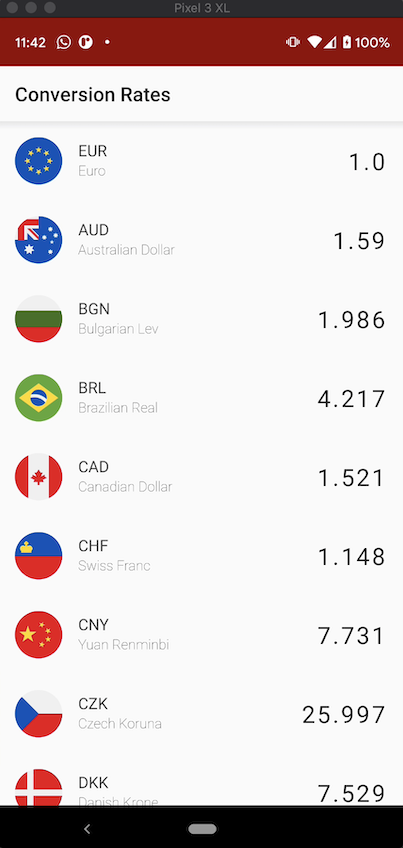 Pixel 3 XL
11:42 100%
Conversion Rates
EUR 1.0
Euro
AUD 1.59
Australian Dollar
BGN 1.986
Bulgarian Lev
BRL 4.217
Brazilian Real
CAD 1.521
Canadian Dollar
CHF 1.148
Swiss Franc
CNY 7.731
Yuan Renminbi
CZK 25.997
Czech Koruna
DKK 7.529
Danish Krone